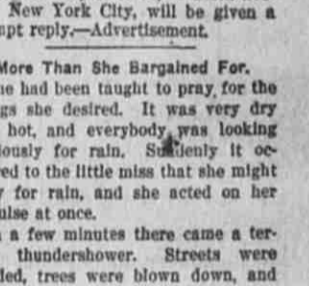 New York City, will be given a
mpt reply.—Advertisement.
More Than She Bargained For.
ne had been taught to pray for the
gs she desired. It was very dry
hot, and everybody was looking
iously for rain. Suddenly it oc-
red to the little miss that she might
y for rain, and she acted on her
ulse at once.
a few minutes there came a ter-
thundershower. Streets were
ded, trees were blown down, and